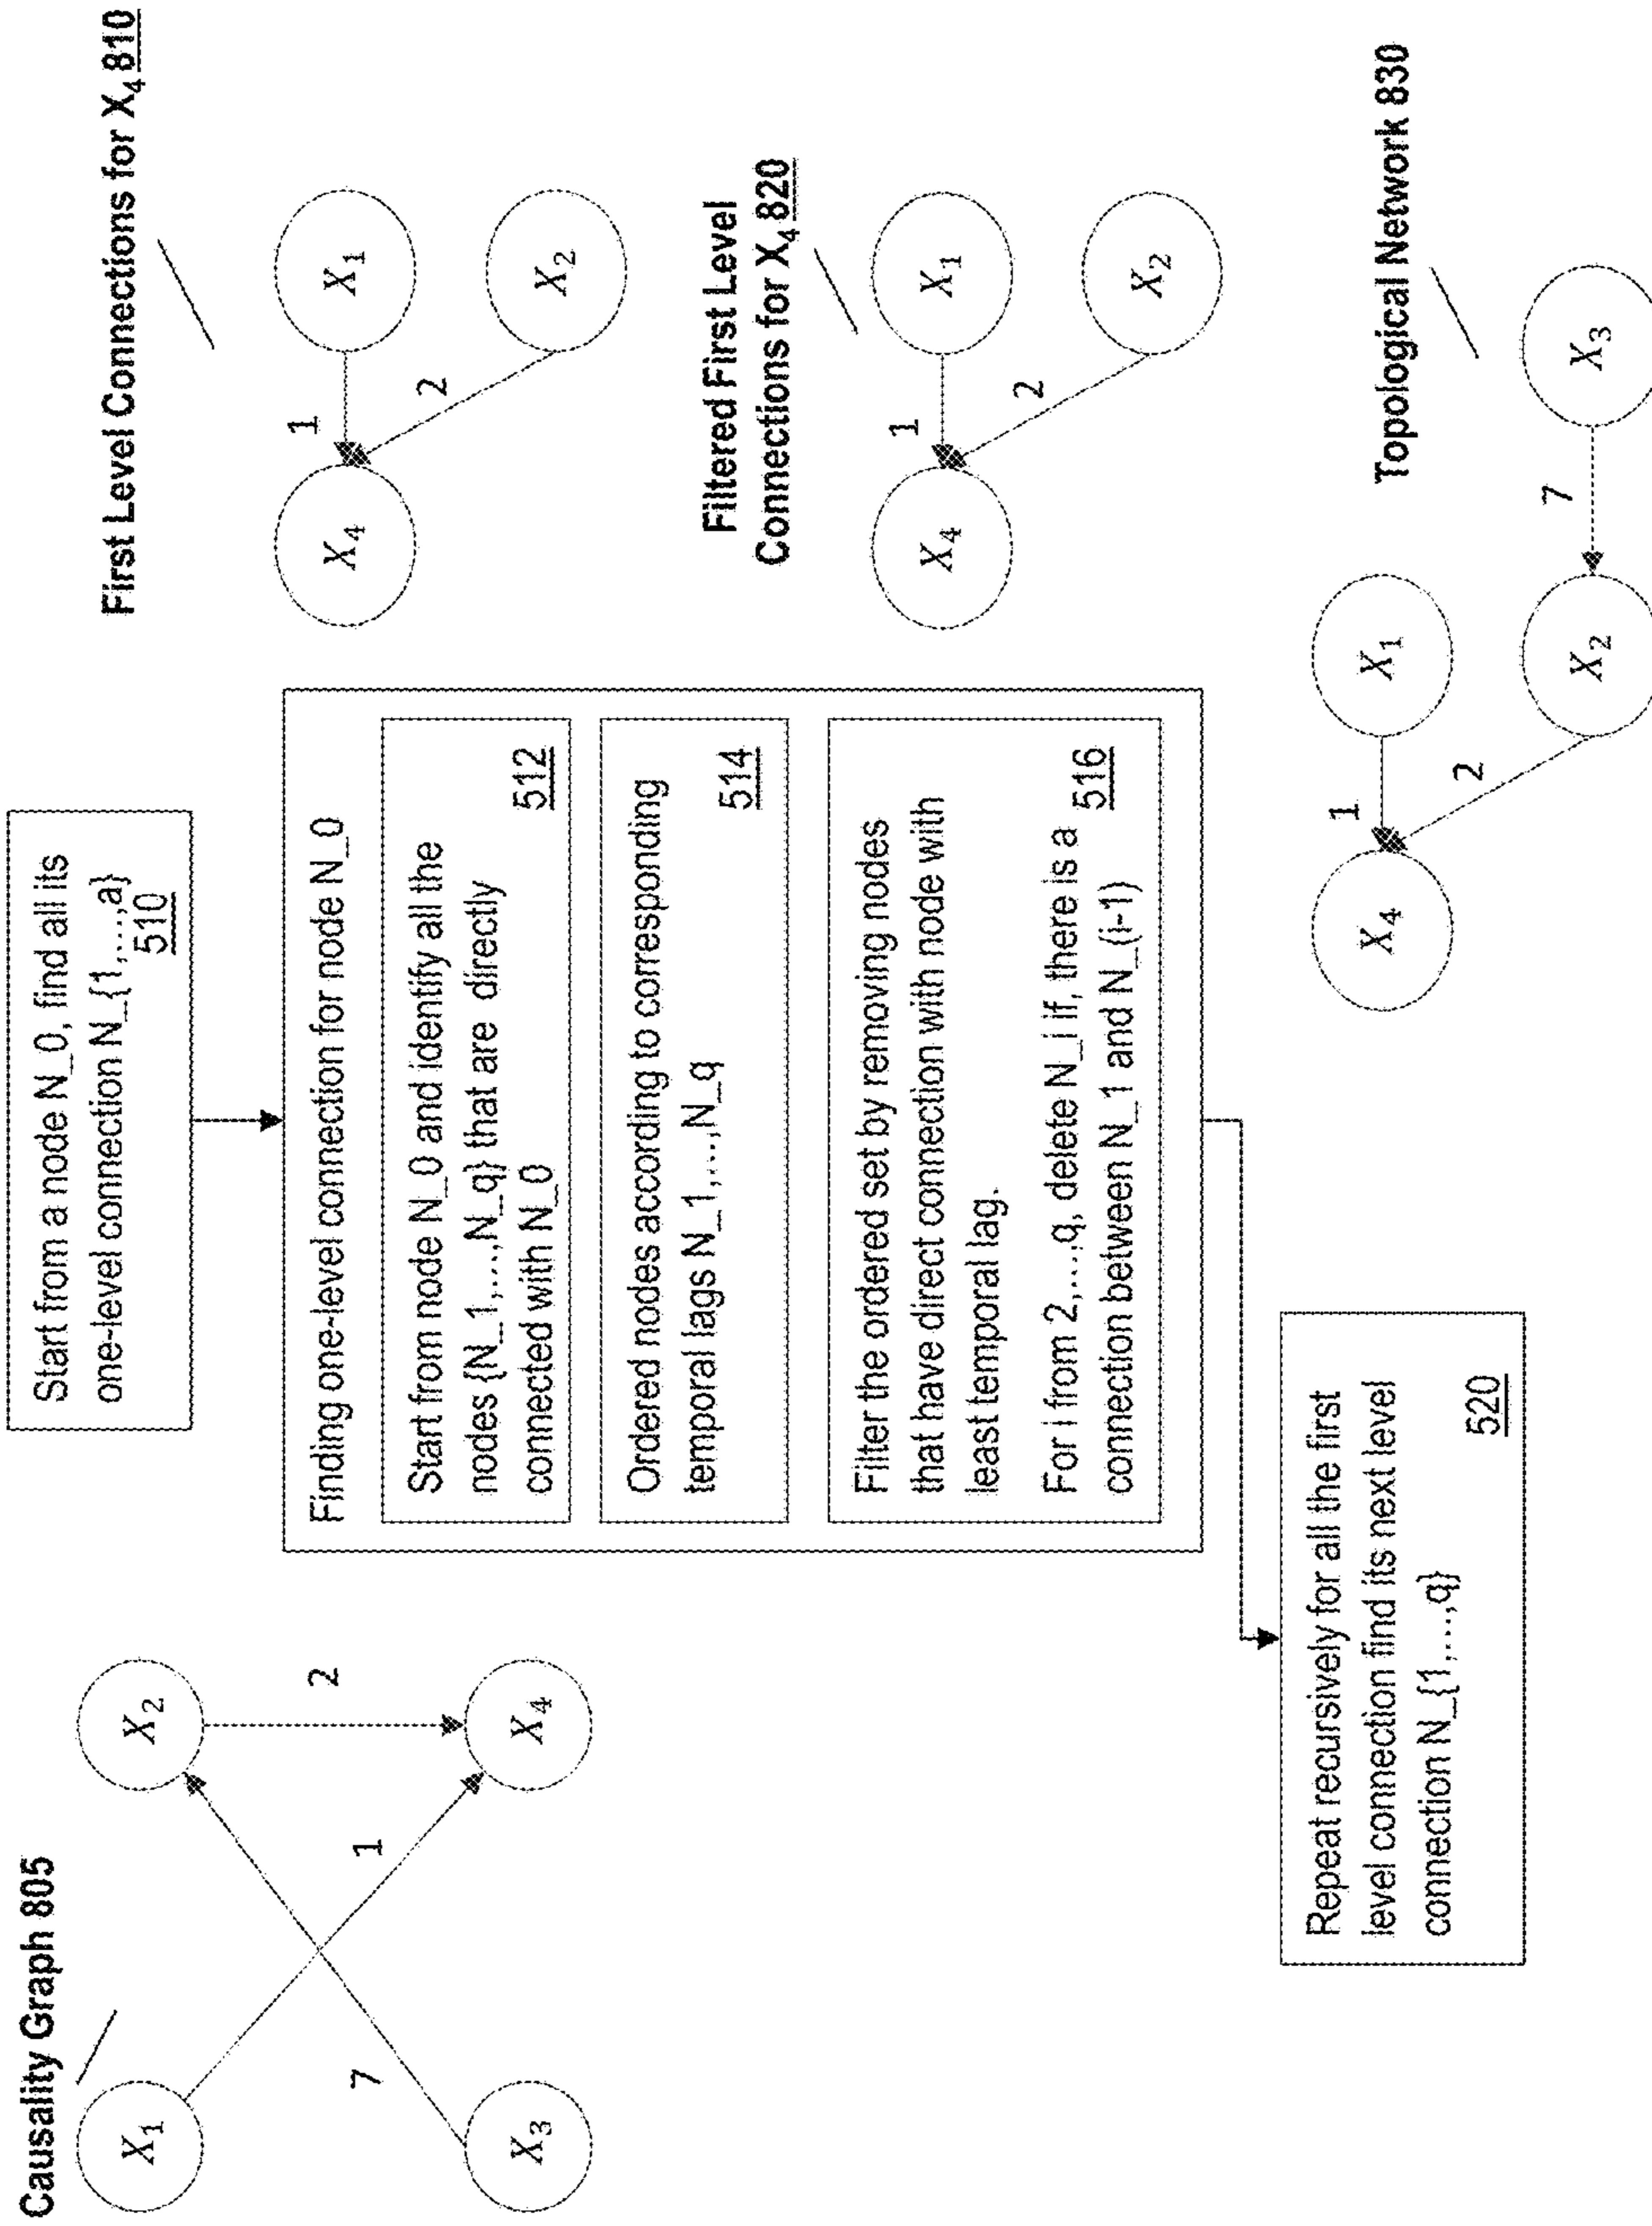 Causality Graph 805
X1
X2
7
1
2
X3
X4
Start from a node N_0, find all its
one-level connection N_{1,...,a}
510
Finding one-level connection for node N_0
Start from node N_0 and identify all the
nodes {N_1,...,N_q} that are directly
connected with N_0
512
Ordered nodes according to corresponding
temporal lags N_1,...,N_q
514
Filter the ordered set by removing nodes
that have direct connection with node with
least temporal lag.
For i from 2,...,q, delete N_i if, there is a
connection between N_1 and N_(i-1)
516
Repeat recursively for all the first
level connection find its next level
connection N_{1,...,q}
520
First Level Connections for X4 810
X4
1
X1
2
X2
Filtered First Level
Connections for X4 820
X4
1
X1
2
X2
Topological Network 830
X4
1
X1
2
X2
7
X3